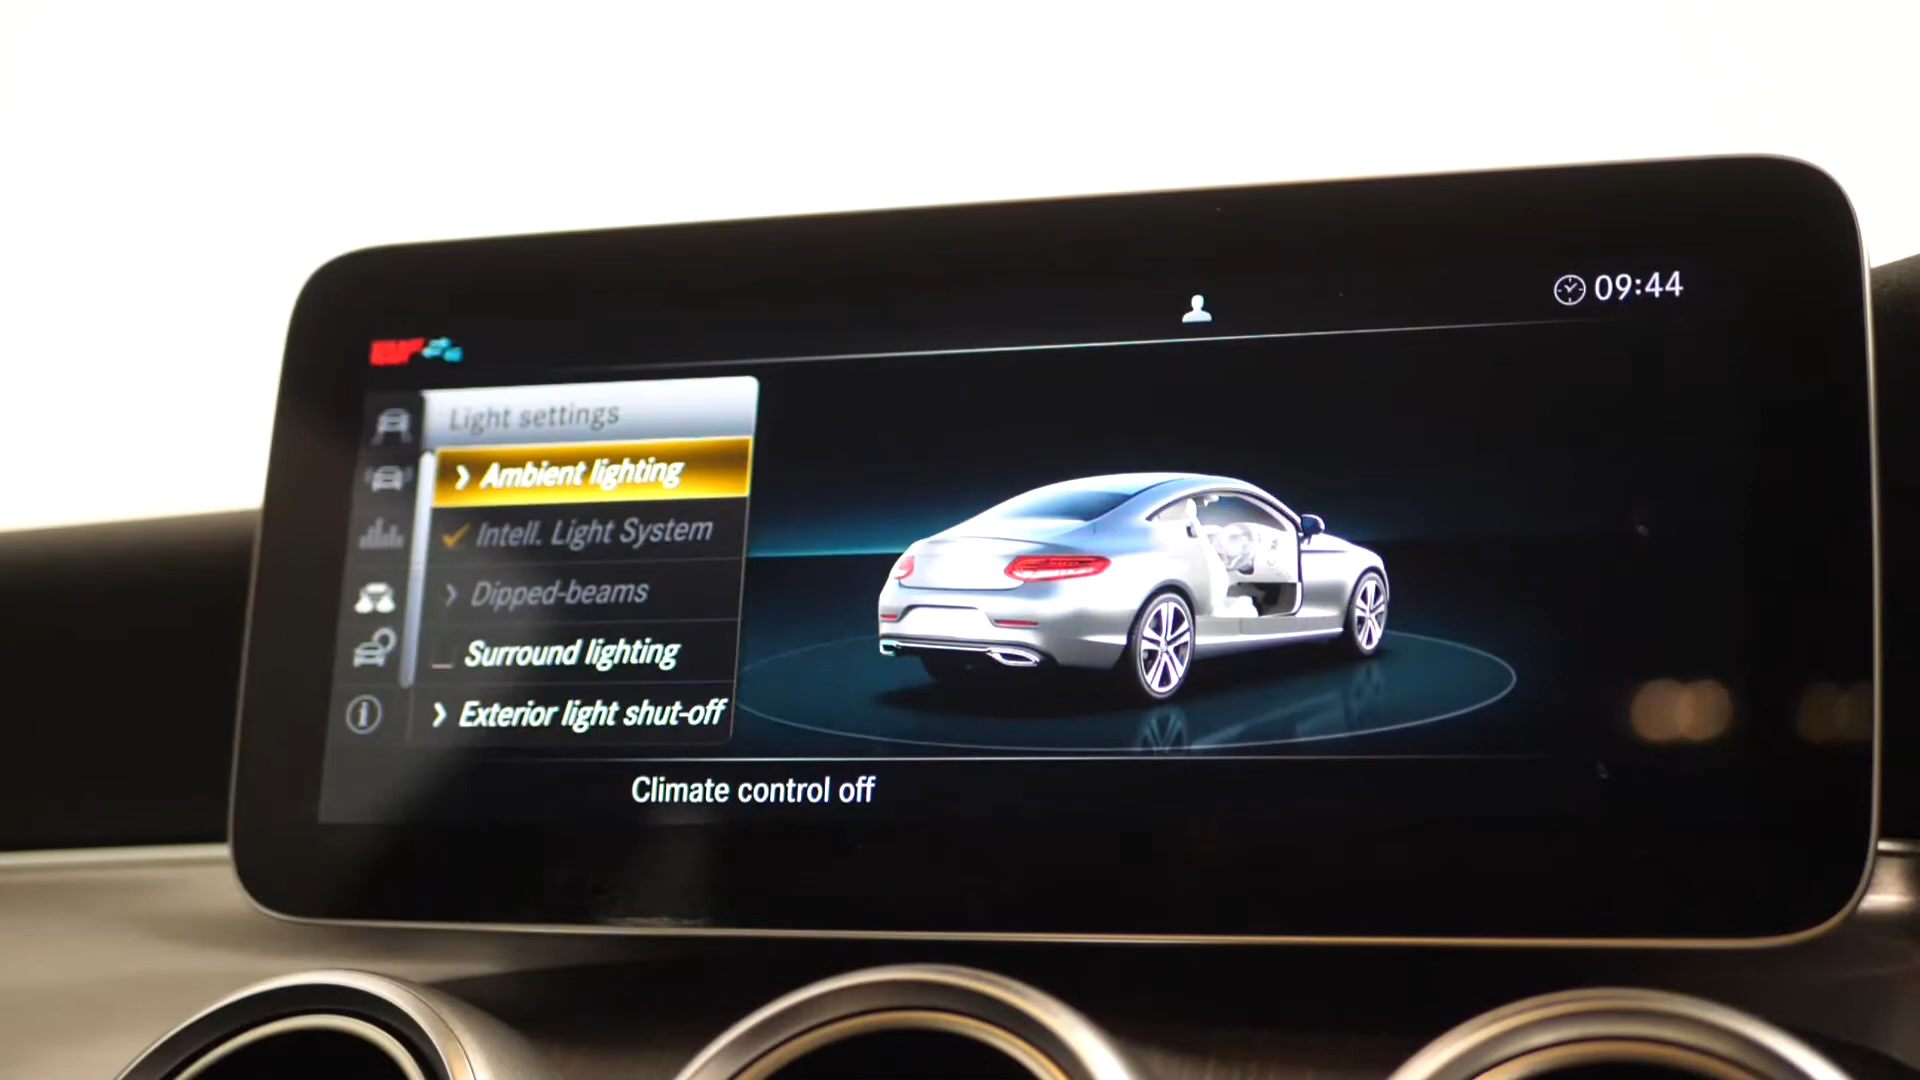 09:44
Light settings
Ambient lighting
Intell. Light System
Dipped-beams
Surround lighting
Exterior light shut-off
Climate control off